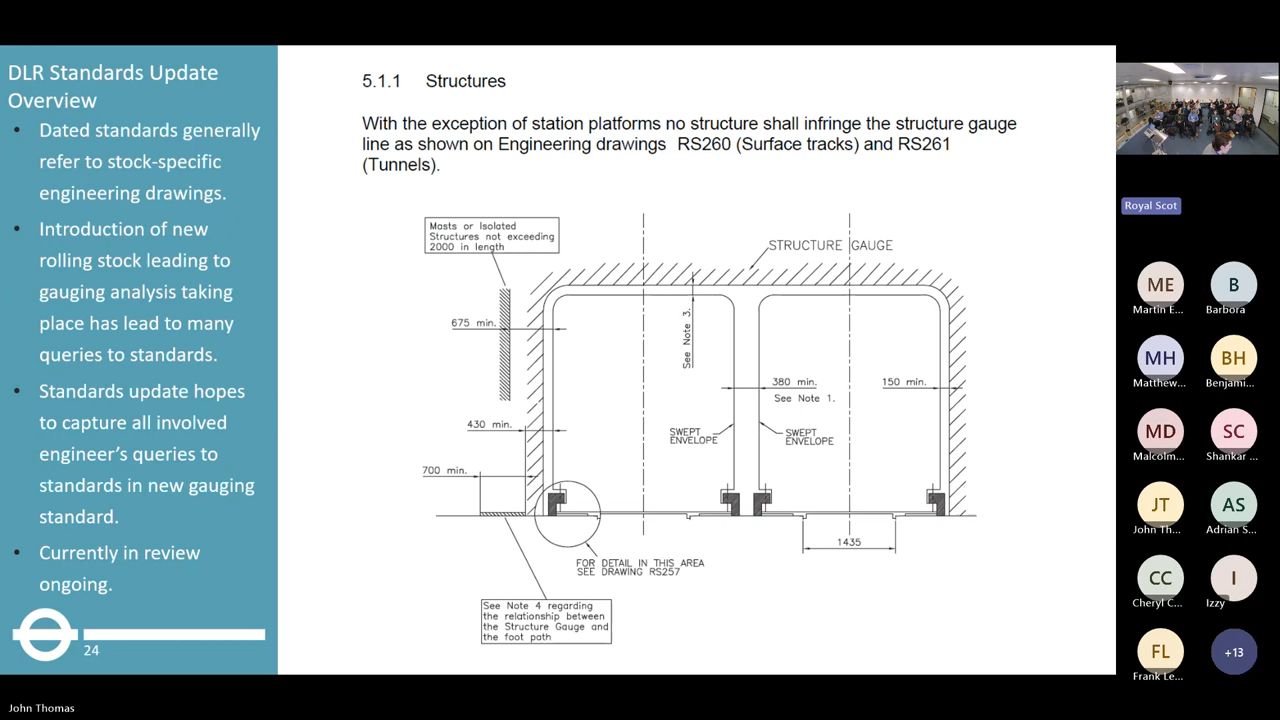 DLR Standards Update
Overview
• Dated standards generally
refer to stock-specific
engineering drawings.
• Introduction of new
rolling stock leading to
gauging analysis taking
place has lead to many
queries to standards.
• Standards update hopes
to capture all involved
engineer's queries to
standards in new gauging
standard.
• Currently in review
ongoing.
24
5.1.1 Structures
With the exception of station platforms no structure shall infringe the structure gauge
line as shown on Engineering drawings RS260 (Surface tracks) and RS261
(Tunnels).
Masts or Isolated
Structures not exceeding
2000 in length
STRUCTURE GAUGE
675 min.
See Note 3.
380 min.
See Note 1.
150 min.
430 min.
SWEPT
ENVELOPE
SWEPT
ENVELOPE
700 min.
1435
FOR DETAIL IN THIS AREA
SEE DRAWING RS257
See Note 4 regarding
the relationship between
the Structure Gauge and
the foot path
Royal Scot
ME
Martin E...
B
Barbora
MH
Matthew...
BH
Benjami...
MD
Malcolm...
SC
Shankar ...
JT
John Th...
AS
Adrian S...
CC
Cheryl C...
I
Izzy
FL
Frank Le...
+13
John Thomas